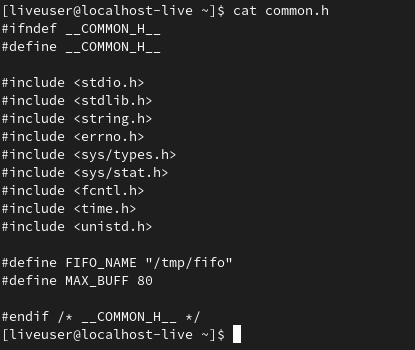 [liveuser@localhost-live ~]$ cat common.h
#ifndef __COMMON_H__
#define __COMMON_H__

#include <stdio.h>
#include <stdlib.h>
#include <string.h>
#include <errno.h>
#include <sys/types.h>
#include <sys/stat.h>
#include <fcntl.h>
#include <time.h>
#include <unistd.h>

#define FIFO_NAME "/tmp/fifo"
#define MAX_BUFF 80

#endif /* __COMMON_H__ */
[liveuser@localhost-live ~]$